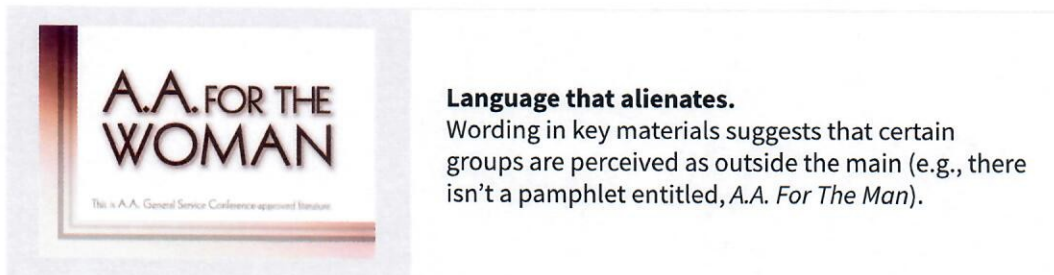 A.A. FOR THE
WOMAN
This is A.A. General Service Conference-approved literature
Language that alienates.
Wording in key materials suggests that certain
groups are perceived as outside the main (e.g., there
isn't a pamphlet entitled, A.A. For The Man).